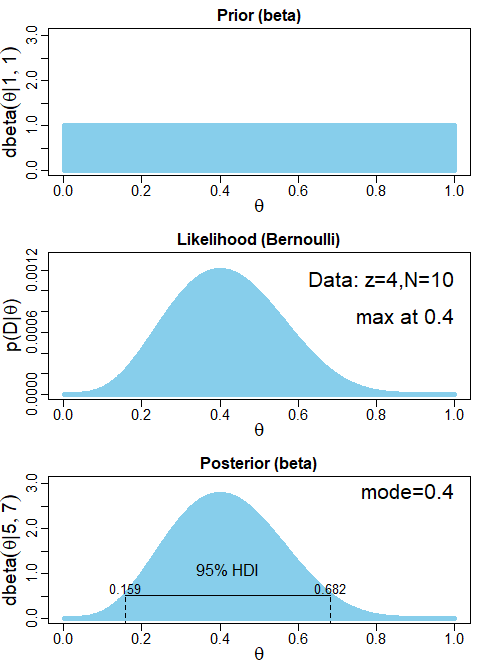 Prior (beta)
dbeta(θ|1, 1)
3.0
2.0
1.0
0.0
0.0 0.2 0.4 0.6 0.8 1.0
θ
Likelihood (Bernoulli)
p(D|θ)
0.0012
0.0006
0.0000
Data: z=4,N=10
max at 0.4
0.0 0.2 0.4 0.6 0.8 1.0
θ
Posterior (beta)
dbeta(θ|5, 7)
3.0
2.0
1.0
0.0
mode=0.4
95% HDI
0.159 0.682
0.0 0.2 0.4 0.6 0.8 1.0
θ